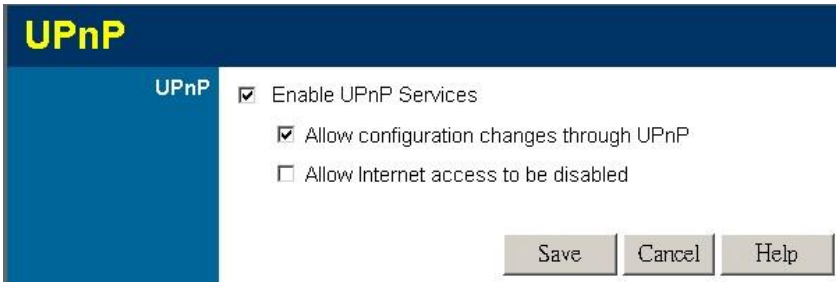 UPnP
UPnP
Enable UPnP Services
Allow configuration changes through UPnP
Allow Internet access to be disabled
Save Cancel Help